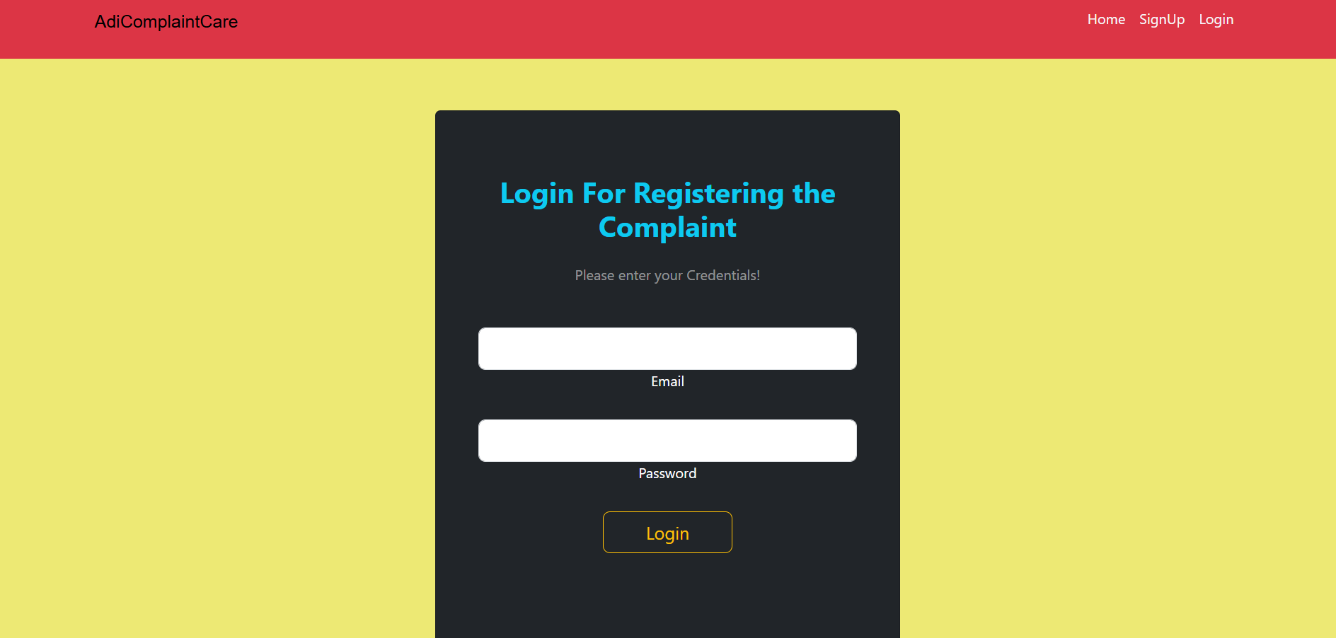 AdiComplaintCare
Home SignUp Login
Login For Registering the
Complaint
Please enter your Credentials!
Email
Password
Login